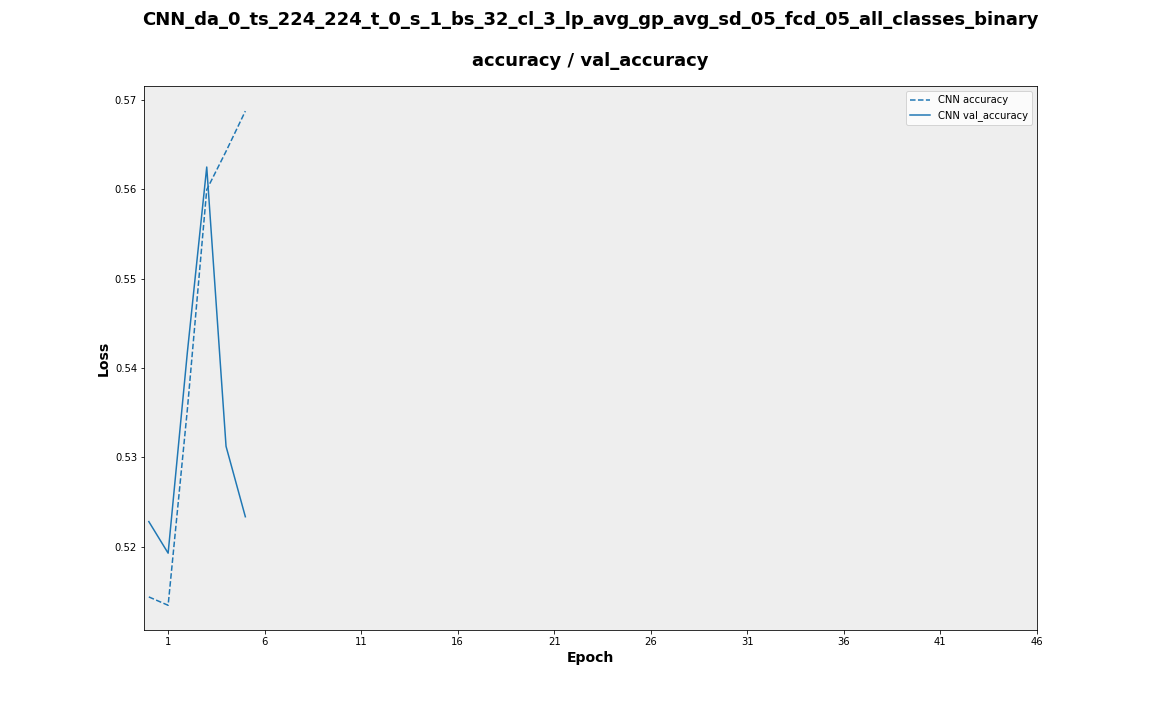 CNN_da_0_ts_224_224_t_0_s_1_bs_32_cl_3_lp_avg_gp_avg_sd_05_fcd_05_all_classes_binary
accuracy / val_accuracy
CNN accuracy
CNN val_accuracy
0.57
0.56
0.55
0.54
0.53
0.52
Loss
1 6 11 16 21 26 31 36 41 46
Epoch